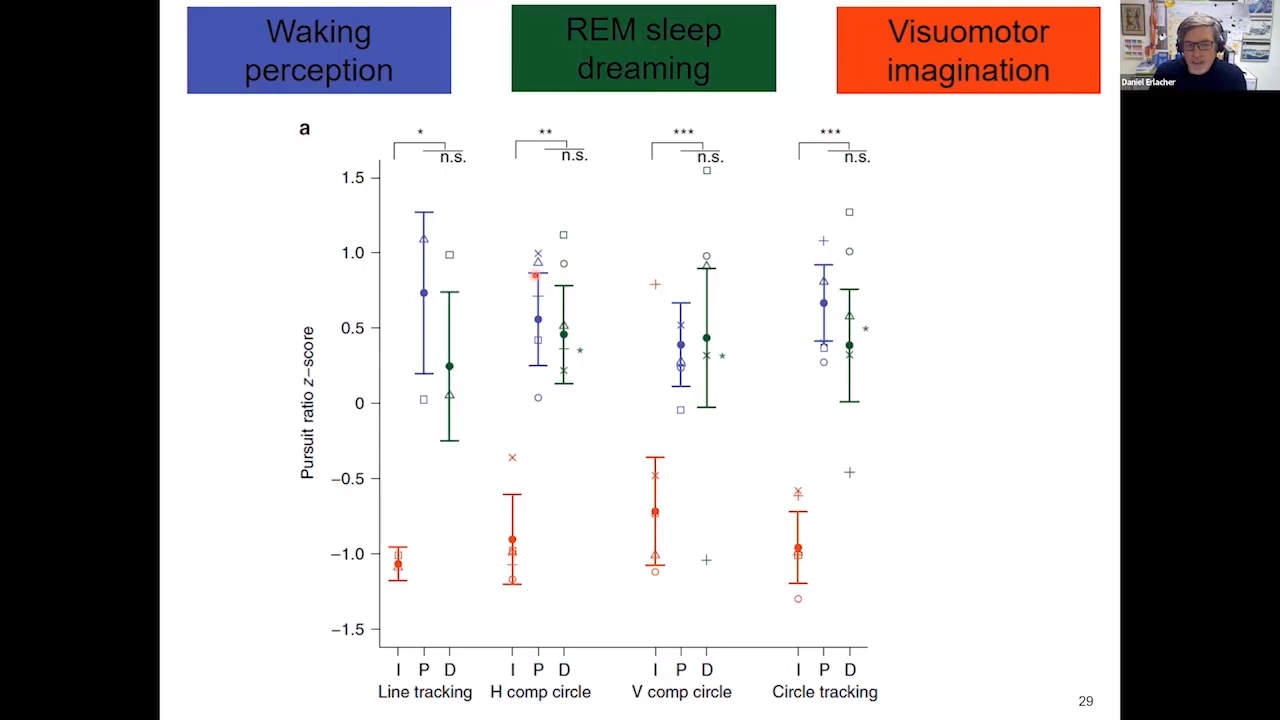 Waking
perception
REM sleep
dreaming
Visuomotor
imagination
Daniel Erlacher
a
*
n.s.
**
n.s.
***
n.s.
***
n.s.
1.5
1.0
0.5
0
−0.5
−1.0
−1.5
Pursuit ratio z−score
*
*
*
I P D
I P D
I P D
I P D
Line tracking
H comp circle
V comp circle
Circle tracking
29